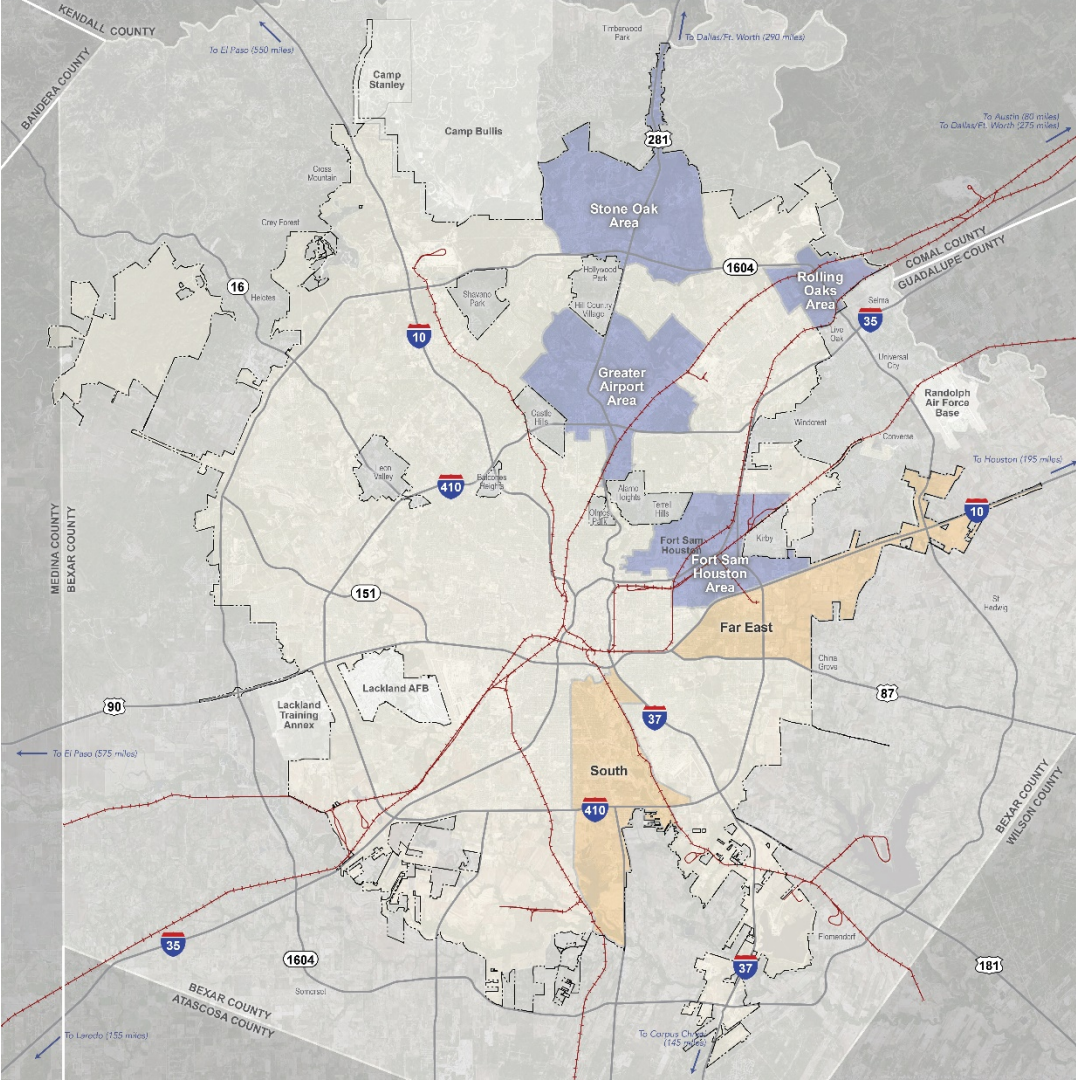 KENDALL COUNTY
BANDERA COUNTY
To El Paso (550 miles)
Timberwood
Park
To Dallas/Ft. Worth (290 miles)
Camp
Stanley
Camp Bullis
281
To Austin (80 miles)
To Dallas/Ft. Worth (275 miles)
Cross
Mountain
Grey Forest
Stone Oak
Area
COMAL COUNTY
GUADALUPE COUNTY
1604
Hollywood
Park
Rolling
Oaks
Area
16
Helotes
Shavano
Park
Hill Country
Village
Selma
35
10
Live
Oak
Universal
City
Greater
Airport
Area
Randolph
Air Force
Base
Castle
Hills
Windcrest
Converse
To Houston (195 miles)
Leon
Valley
410
Balcones
Heights
Alamo
Heights
Terrell
Hills
Olmos
Park
10
Fort Sam
Houston
Kirby
Fort Sam
Houston
Area
MEDINA COUNTY
BEXAR COUNTY
151
St
Hedwig
Far East
China
Grove
Lackland AFB
87
90
Lackland
Training
Annex
37
To El Paso (575 miles)
South
410
BEXAR COUNTY
WILSON COUNTY
35
1604
Elmendorf
37
181
Somerset
BEXAR COUNTY
ATASCOSA COUNTY
To Laredo (155 miles)
To Corpus Christi
(145 miles)